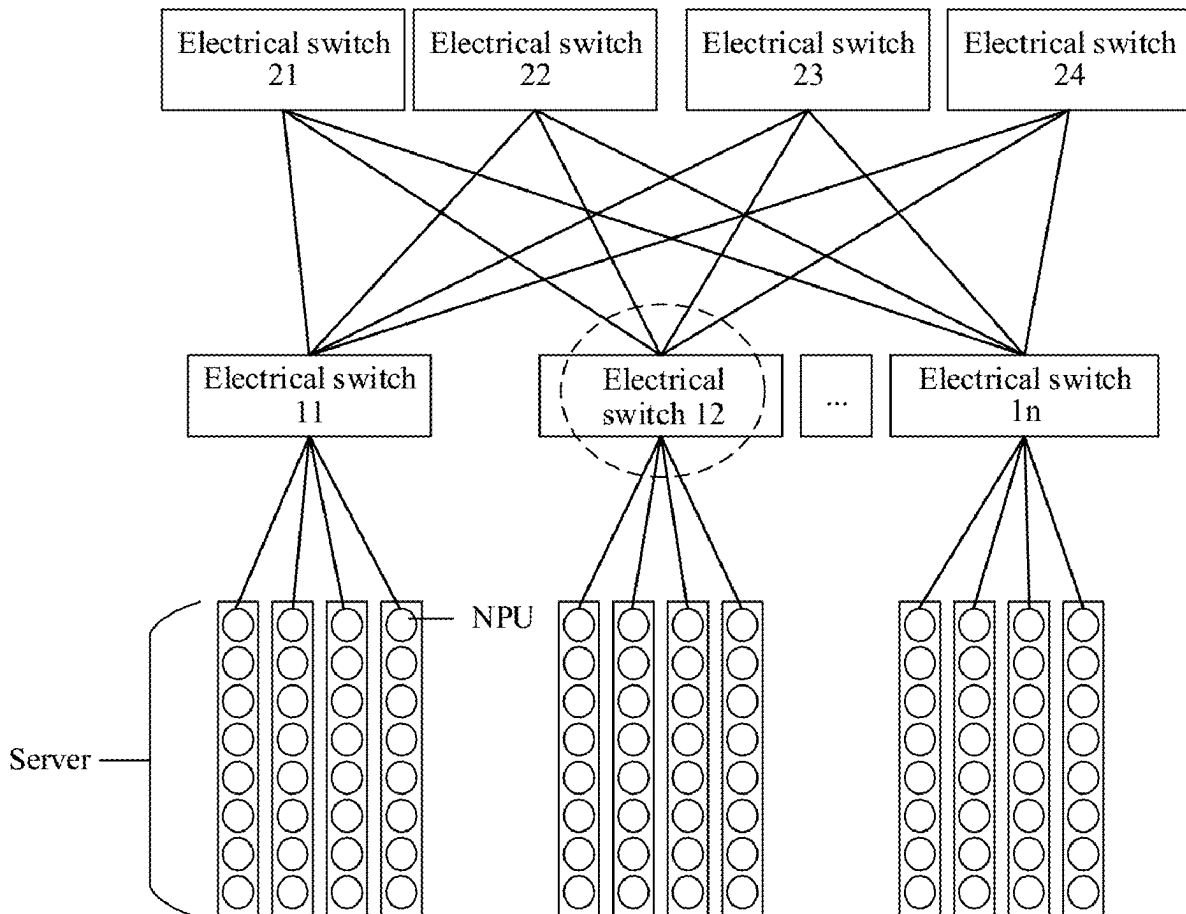 Electrical switch
21
Electrical switch
22
Electrical switch
23
Electrical switch
24
Electrical switch
11
Electrical
switch 12
...
Electrical switch
1n
NPU
Server